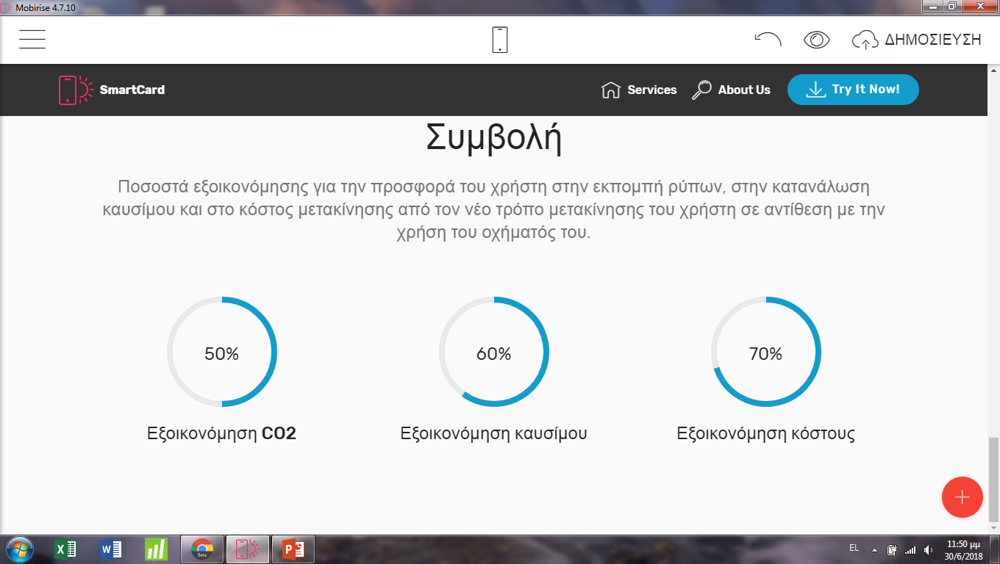 Mobirise 4.7.10
ΔΗΜΟΣΙΕΥΣΗ
SmartCard
Services
About Us
Try It Now!
Συμβολή
Ποσοστά εξοικονόμησης για την προσφορά του χρήστη στην εκπομπή ρύπων, στην κατανάλωση
καυσίμου και στο κόστος μετακίνησης από τον νέο τρόπο μετακίνησης του χρήστη σε αντίθεση με την
χρήση του οχήματός του.
50%
60%
70%
Εξοικονόμηση CO2
Εξοικονόμηση καυσίμου
Εξοικονόμηση κόστους
Beta
EL
11:50 μμ
30/6/2018